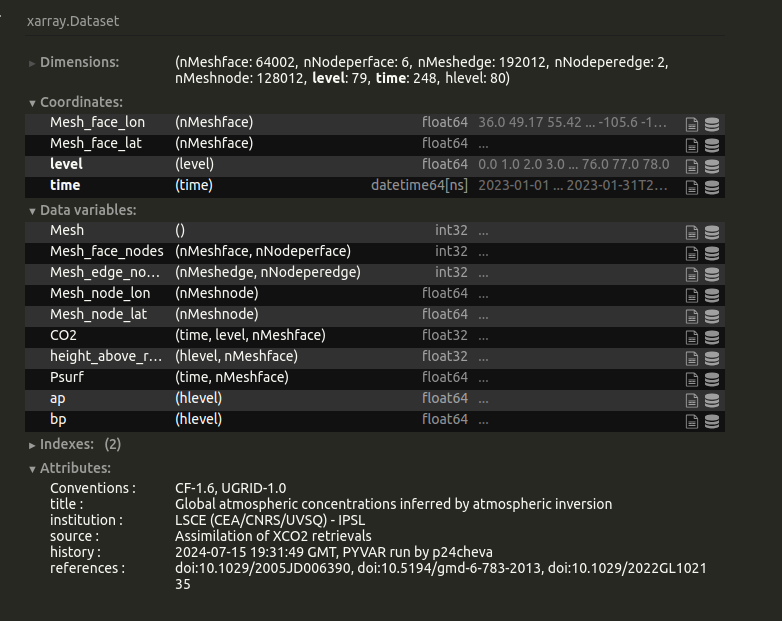 xarray.Dataset
► Dimensions: (nMeshface: 64002, nNodeperface: 6, nMeshedge: 192012, nNodeperedge: 2,
nMeshnode: 128012, level: 79, time: 248, hlevel: 80)
▼ Coordinates:
Mesh_face_lon (nMeshface) float64 36.0 49.17 55.42 ... -105.6 -1...
Mesh_face_lat (nMeshface) float64 ...
level (level) float64 0.0 1.0 2.0 3.0 ... 76.0 77.0 78.0
time (time) datetime64[ns] 2023-01-01 ... 2023-01-31T2...
▼ Data variables:
Mesh () int32 ...
Mesh_face_nodes (nMeshface, nNodeperface) int32 ...
Mesh_edge_no... (nMeshedge, nNodeperedge) int32 ...
Mesh_node_lon (nMeshnode) float64 ...
Mesh_node_lat (nMeshnode) float64 ...
CO2 (time, level, nMeshface) float32 ...
height_above_r... (hlevel, nMeshface) float32 ...
Psurf (time, nMeshface) float64 ...
ap (hlevel) float64 ...
bp (hlevel) float64 ...
► Indexes: (2)
▼ Attributes:
Conventions : CF-1.6, UGRID-1.0
title : Global atmospheric concentrations inferred by atmospheric inversion
institution : LSCE (CEA/CNRS/UVSQ) - IPSL
source : Assimilation of XCO2 retrievals
history : 2024-07-15 19:31:49 GMT, PYVAR run by p24cheva
references : doi:10.1029/2005JD006390, doi:10.5194/gmd-6-783-2013, doi:10.1029/2022GL1021
35